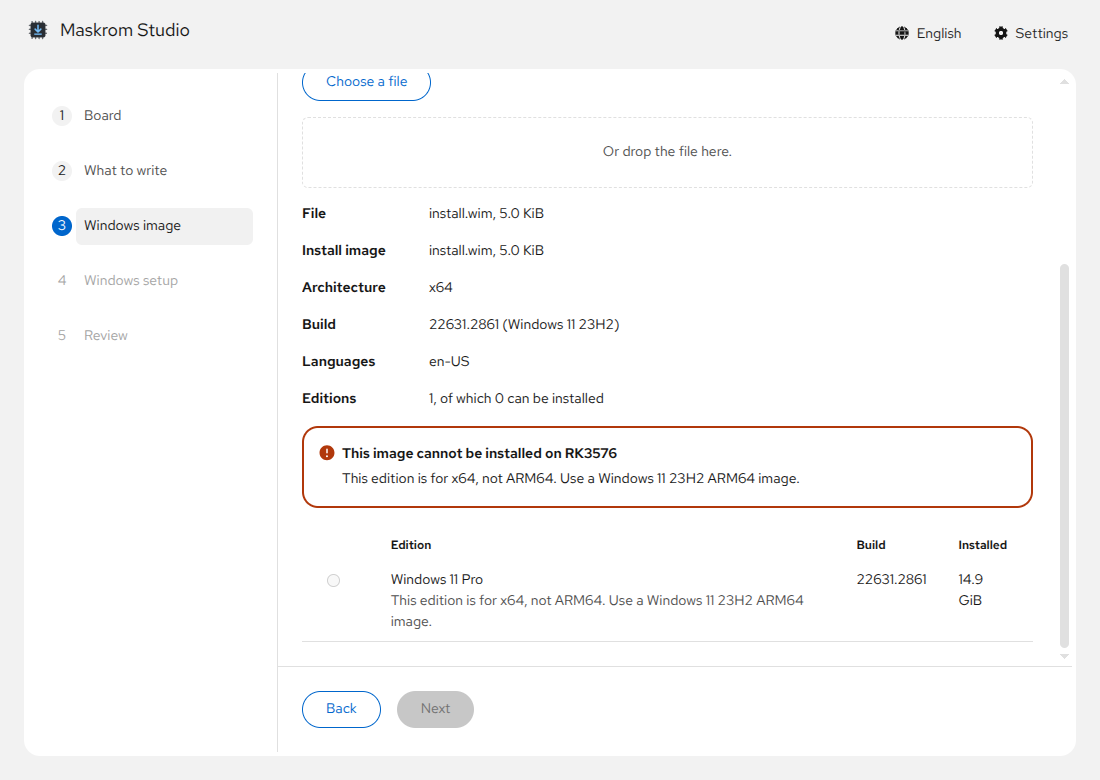 Maskrom Studio
English
Settings
1 Board
2 What to write
3 Windows image
4 Windows setup
5 Review
Choose a file
Or drop the file here.
File install.wim, 5.0 KiB
Install image install.wim, 5.0 KiB
Architecture x64
Build 22631.2861 (Windows 11 23H2)
Languages en-US
Editions 1, of which 0 can be installed
This image cannot be installed on RK3576
This edition is for x64, not ARM64. Use a Windows 11 23H2 ARM64 image.
Edition Build Installed
Windows 11 Pro 22631.2861 14.9
This edition is for x64, not ARM64. Use a Windows 11 23H2 ARM64 GiB
image.
Back Next